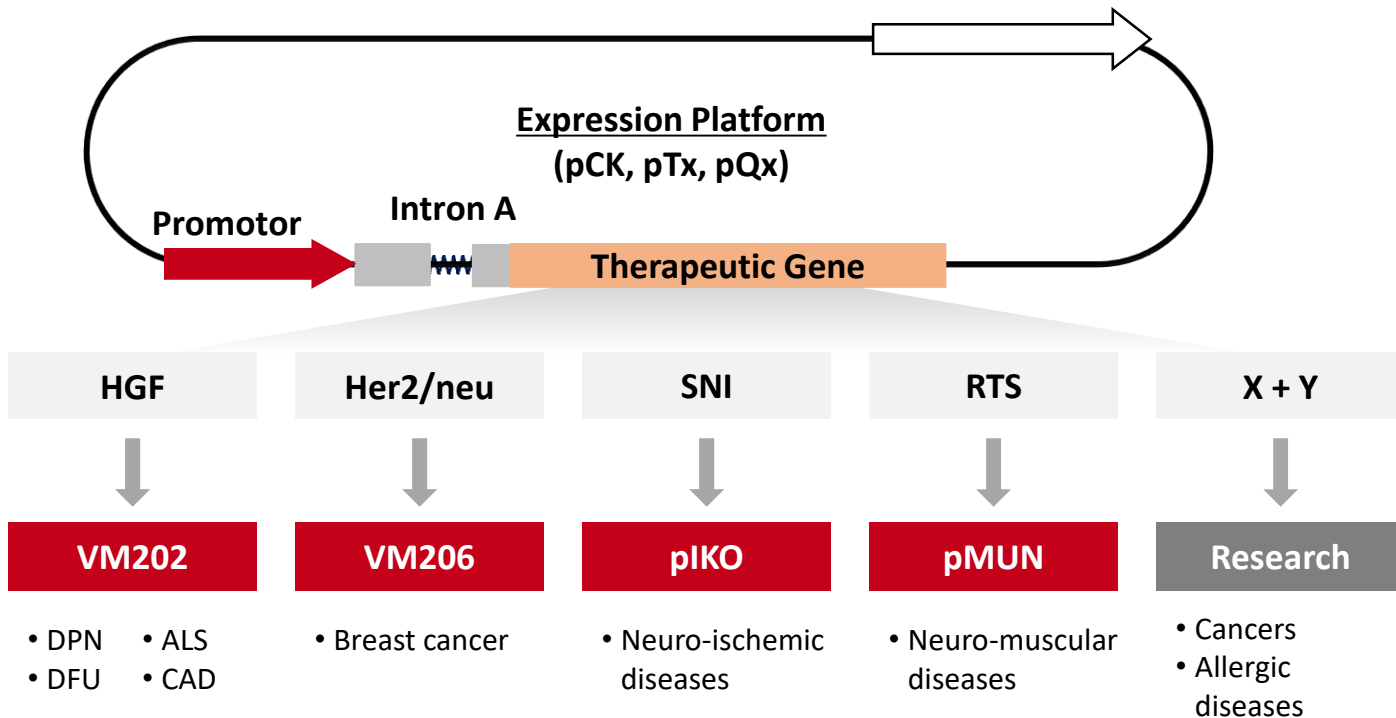 Expression Platform
(pCK, pTx, pQx)
Promotor
Intron A
Therapeutic Gene
HGF
Her2/neu
SNI
RTS
X + Y
VM202
VM206
pIKO
pMUN
Research
• DPN
• ALS
• DFU
• CAD
• Breast cancer
• Neuro-ischemic
diseases
• Neuro-muscular
diseases
• Cancers
• Allergic
diseases